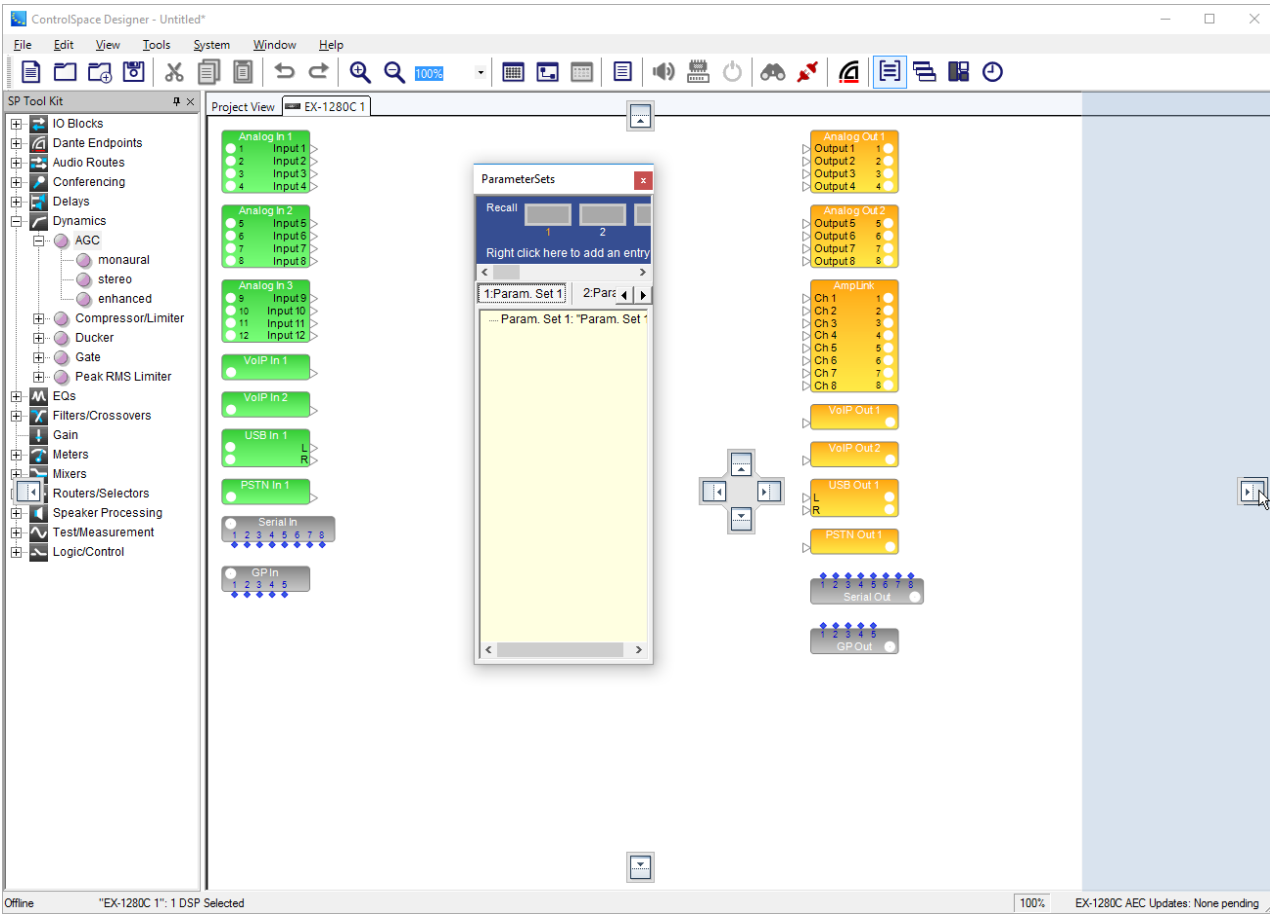 ControlSpace Designer - Untitled*
File Edit View Tools System Window Help
100%
SP Tool Kit
Project View EX-1280C 1
IO Blocks
Dante Endpoints
Audio Routes
Conferencing
Delays
Dynamics
AGC
monaural
stereo
enhanced
Compressor/Limiter
Ducker
Gate
Peak RMS Limiter
EQs
Filters/Crossovers
Gain
Meters
Mixers
Routers/Selectors
Speaker Processing
Test/Measurement
Logic/Control
Analog In 1
1 Input 1
2 Input 2
3 Input 3
4 Input 4
Analog In 2
5 Input 5
6 Input 6
7 Input 7
8 Input 8
Analog In 3
9 Input 9
10 Input 10
11 Input 11
12 Input 12
VoIP In 1
VoIP In 2
USB In 1
L
R
PSTN In 1
Serial In
1 2 3 4 5 6 7 8
GP In
1 2 3 4 5
ParameterSets
x
Recall
1 2
Right click here to add an entry
1:Param. Set 1 2:Para
Param. Set 1: "Param. Set 1
Analog Out 1
Output 1 1
Output 2 2
Output 3 3
Output 4 4
Analog Out 2
Output 5 5
Output 6 6
Output 7 7
Output 8 8
AmpLink
Ch 1 1
Ch 2 2
Ch 3 3
Ch 4 4
Ch 5 5
Ch 6 6
Ch 7 7
Ch 8 8
VoIP Out 1
VoIP Out 2
USB Out 1
L
R
PSTN Out 1
1 2 3 4 5 6 7 8
Serial Out
1 2 3 4 5
GP Out
Offline "EX-1280C 1": 1 DSP Selected 100% EX-1280C AEC Updates: None pending